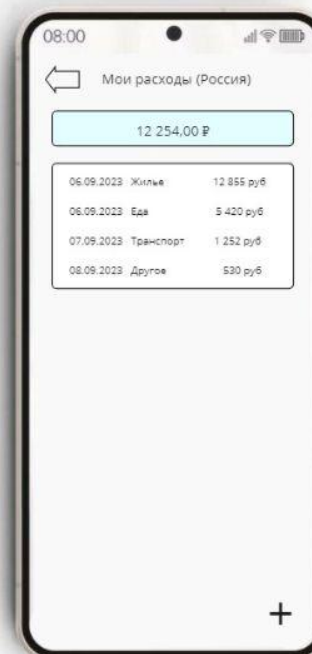 08:00
Мои расходы (Россия)
12 254,00 ₽
06.09.2023 Жилье 12 855 руб
06.09.2023 Еда 5 420 руб
07.09.2023 Транспорт 1 252 руб
08.09.2023 Другое 530 руб
+